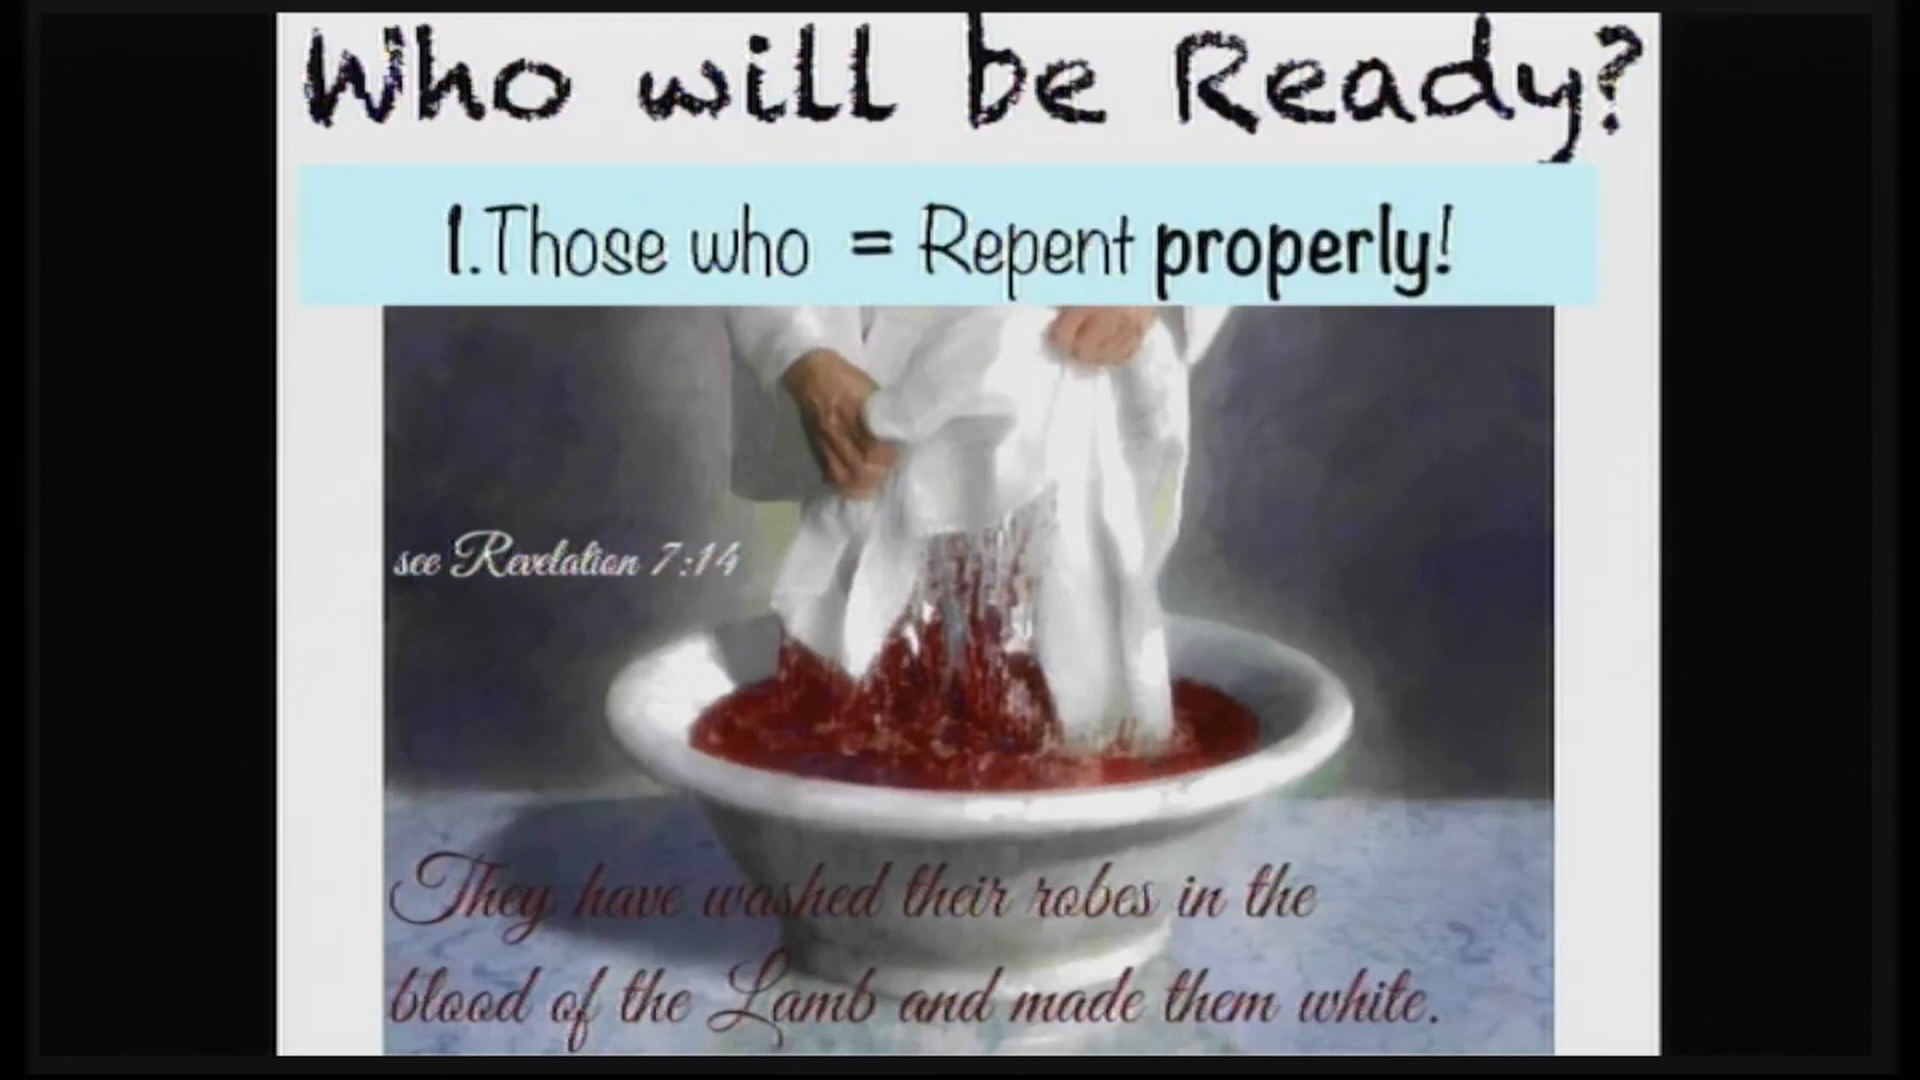 Who will be Ready?
1.Those who = Repent properly!
see Revelation 7:14
They have washed their robes in the
blood of the Lamb and made them white.